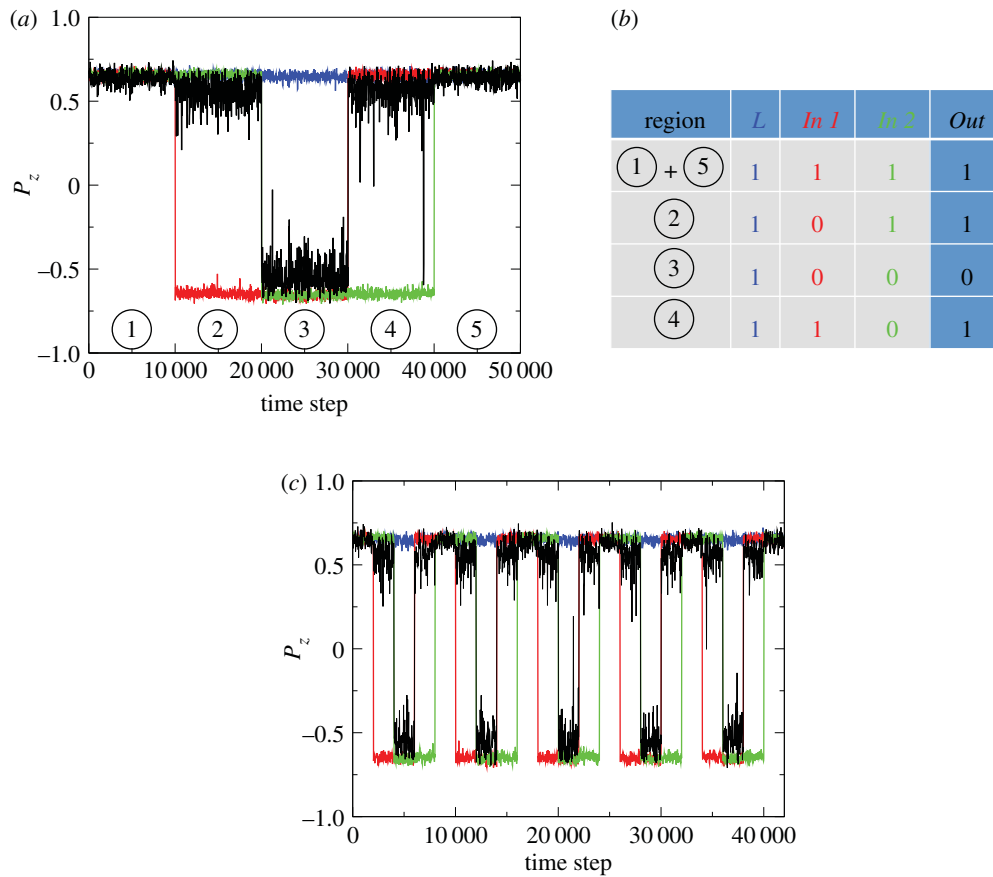 (a)
1.0
0.5
0
−0.5
−1.0
P_z
1 2 3 4 5
0 10 000 20 000 30 000 40 000 50 000
time step
(b)
region L In 1 In 2 Out
1 + 5 1 1 1 1
2 1 0 1 1
3 1 0 0 0
4 1 1 0 1
(c)
1.0
0.5
0
−0.5
−1.0
P_z
0 10 000 20 000 30 000 40 000
time step